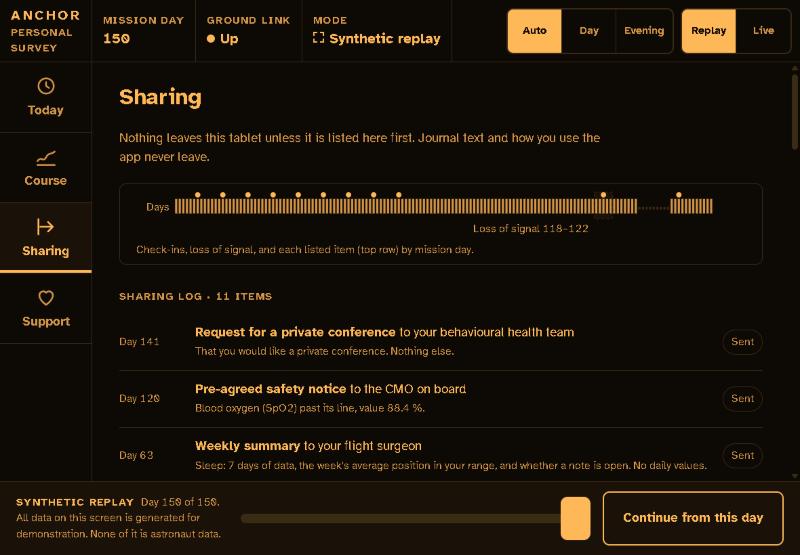 ANCHOR
PERSONAL
SURVEY
MISSION DAY
150
GROUND LINK
Up
MODE
Synthetic replay
Auto
Day
Evening
Replay
Live
Today
Course
Sharing
Support
Sharing
Nothing leaves this tablet unless it is listed here first. Journal text and how you use the
app never leave.
Days
Loss of signal 118–122
Check-ins, loss of signal, and each listed item (top row) by mission day.
SHARING LOG · 11 ITEMS
Day 141
Request for a private conference to your behavioural health team
That you would like a private conference. Nothing else.
Sent
Day 120
Pre-agreed safety notice to the CMO on board
Blood oxygen (SpO2) past its line, value 88.4 %.
Sent
Day 63
Weekly summary to your flight surgeon
Sleep: 7 days of data, the week's average position in your range, and whether a note is open. No daily values.
Sent
SYNTHETIC REPLAY Day 150 of 150.
All data on this screen is generated for
demonstration. None of it is astronaut data.
Continue from this day